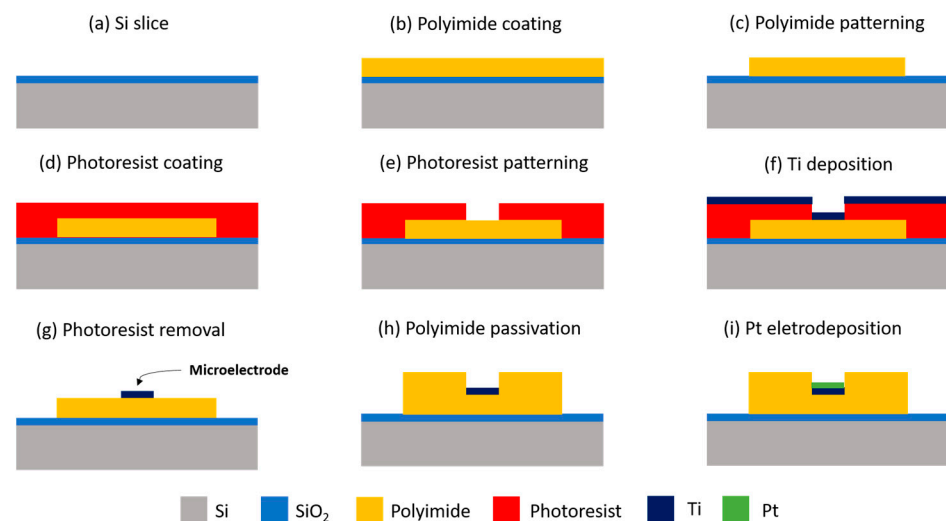 (a) Si slice
(b) Polyimide coating
(c) Polyimide patterning
(d) Photoresist coating
(e) Photoresist patterning
(f) Ti deposition
(g) Photoresist removal
(h) Polyimide passivation
(i) Pt eletrodeposition
Microelectrode
Si
SiO₂
Polyimide
Photoresist
Ti
Pt